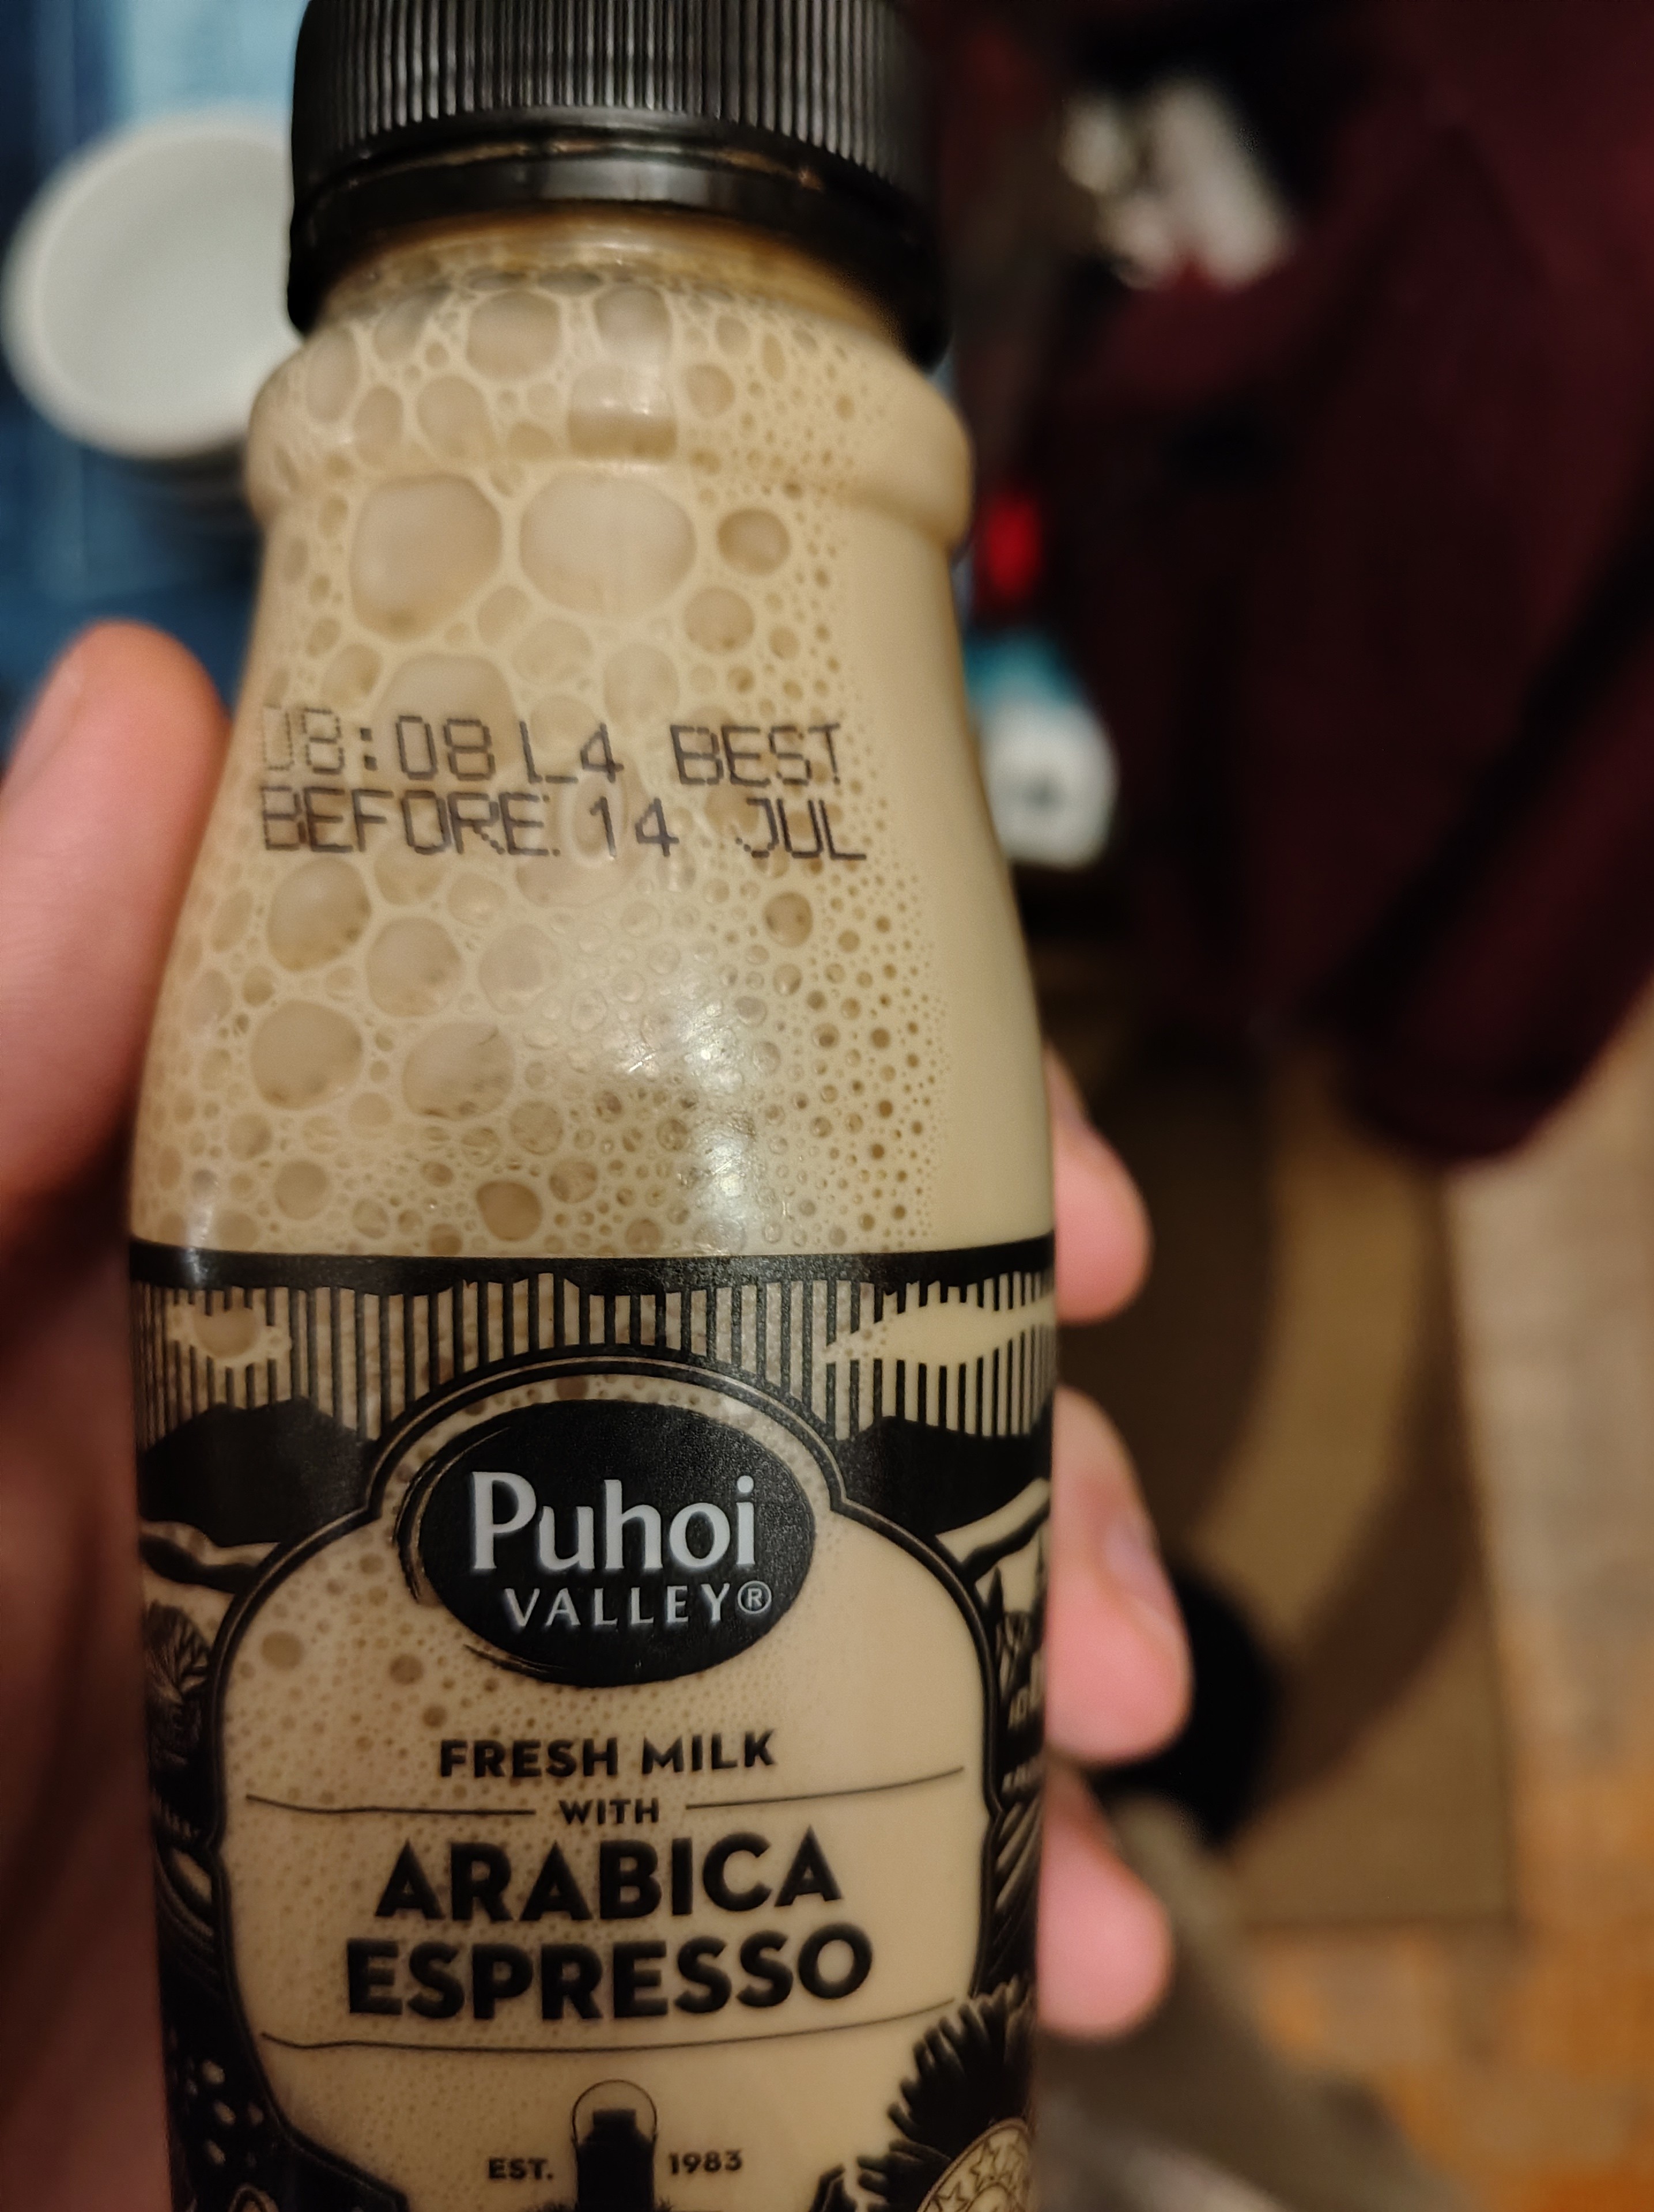 08:08 L4 BEST
BEFORE: 14 JUL
Puhoi
VALLEY®
FRESH MILK
WITH
ARABICA
ESPRESSO
EST. 1983